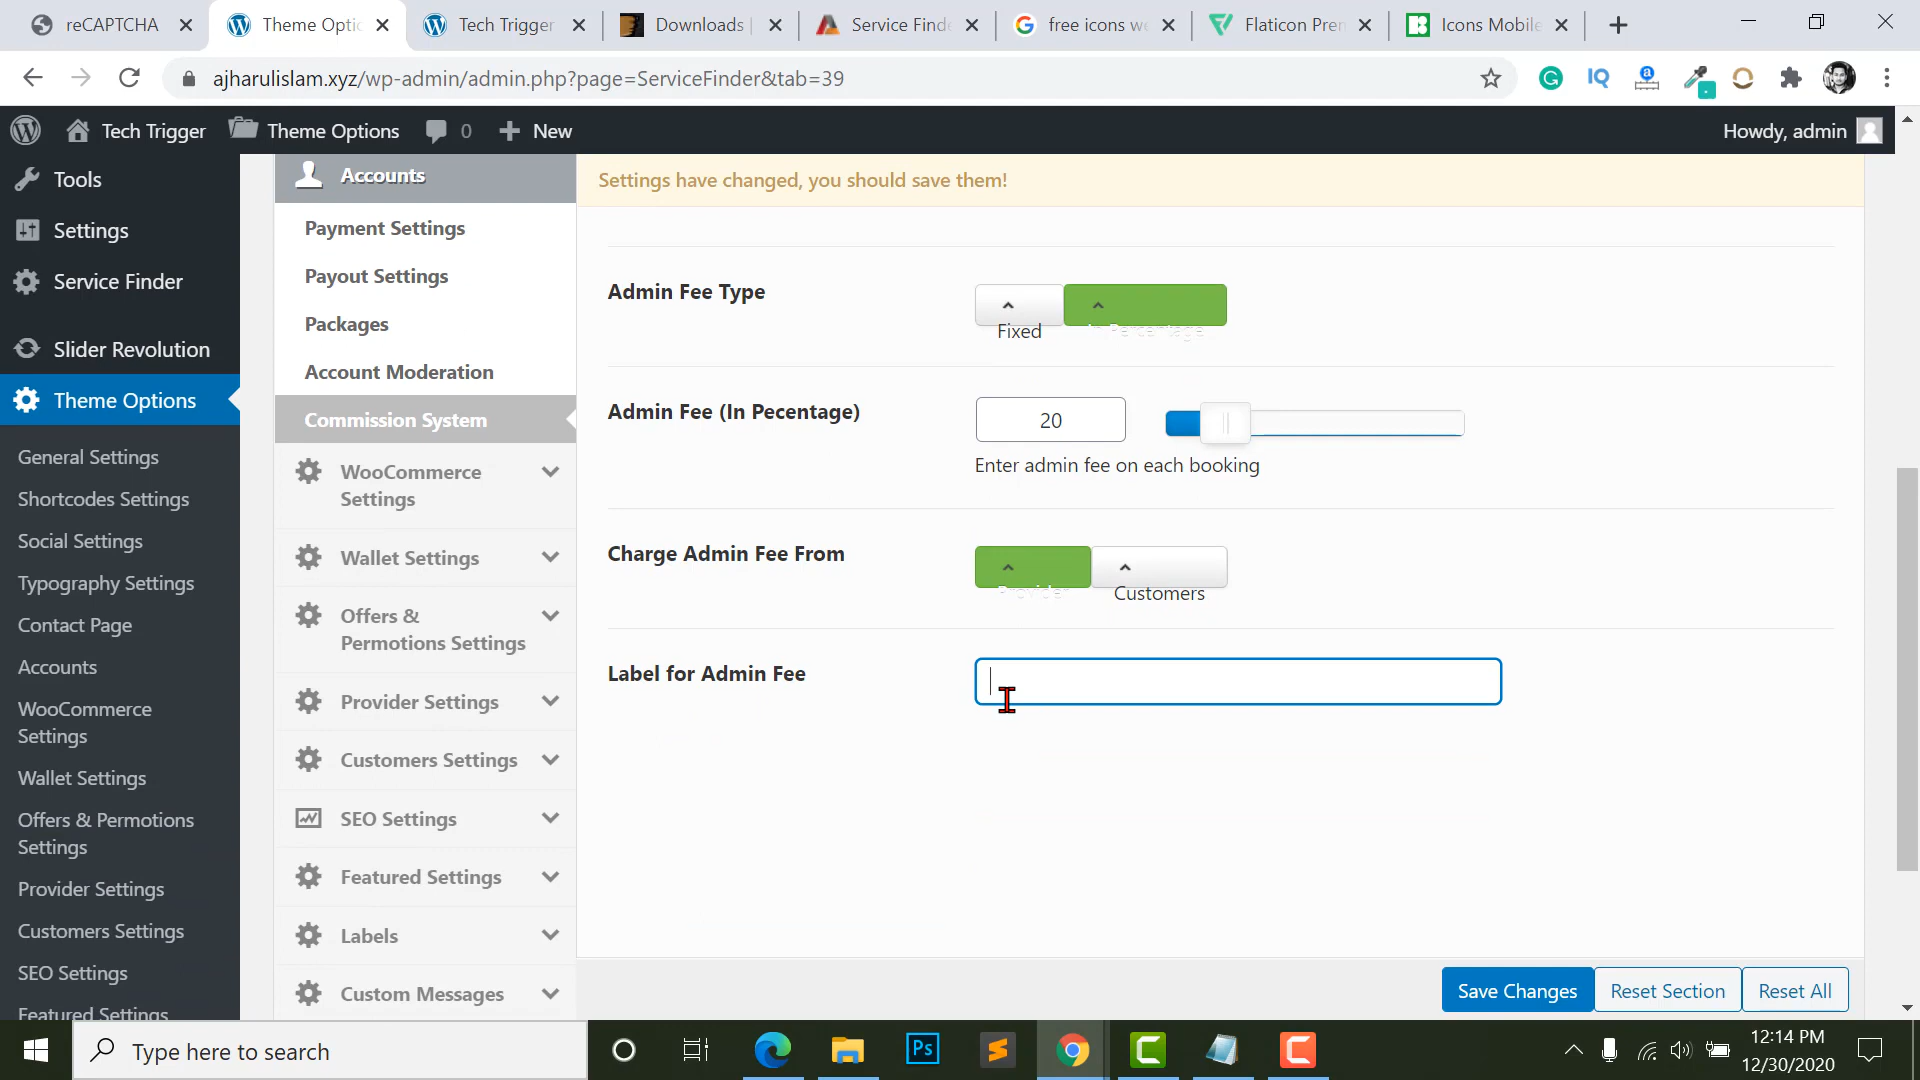 reCAPTCHA
Theme Optic
Tech Trigger
Downloads |
Service Finde
free icons we
Flaticon Prem
Icons Mobile
ajharulislam.xyz/wp-admin/admin.php?page=ServiceFinder&tab=39
Tech Trigger
Theme Options
0
New
Howdy, admin
Tools
Settings
Service Finder
Slider Revolution
Theme Options
General Settings
Shortcodes Settings
Social Settings
Typography Settings
Contact Page
Accounts
WooCommerce
Settings
Wallet Settings
Offers & Permotions
Settings
Provider Settings
Customers Settings
SEO Settings
Featured Settings
Accounts
Payment Settings
Payout Settings
Packages
Account Moderation
Commission System
WooCommerce
Settings
Wallet Settings
Offers &
Permotions Settings
Provider Settings
Customers Settings
SEO Settings
Featured Settings
Labels
Custom Messages
Settings have changed, you should save them!
Admin Fee Type
Fixed
In Percentage
Admin Fee (In Pecentage)
20
Enter admin fee on each booking
Charge Admin Fee From
Provider
Customers
Label for Admin Fee
Save Changes
Reset Section
Reset All
Type here to search
Ps
12:14 PM
12/30/2020